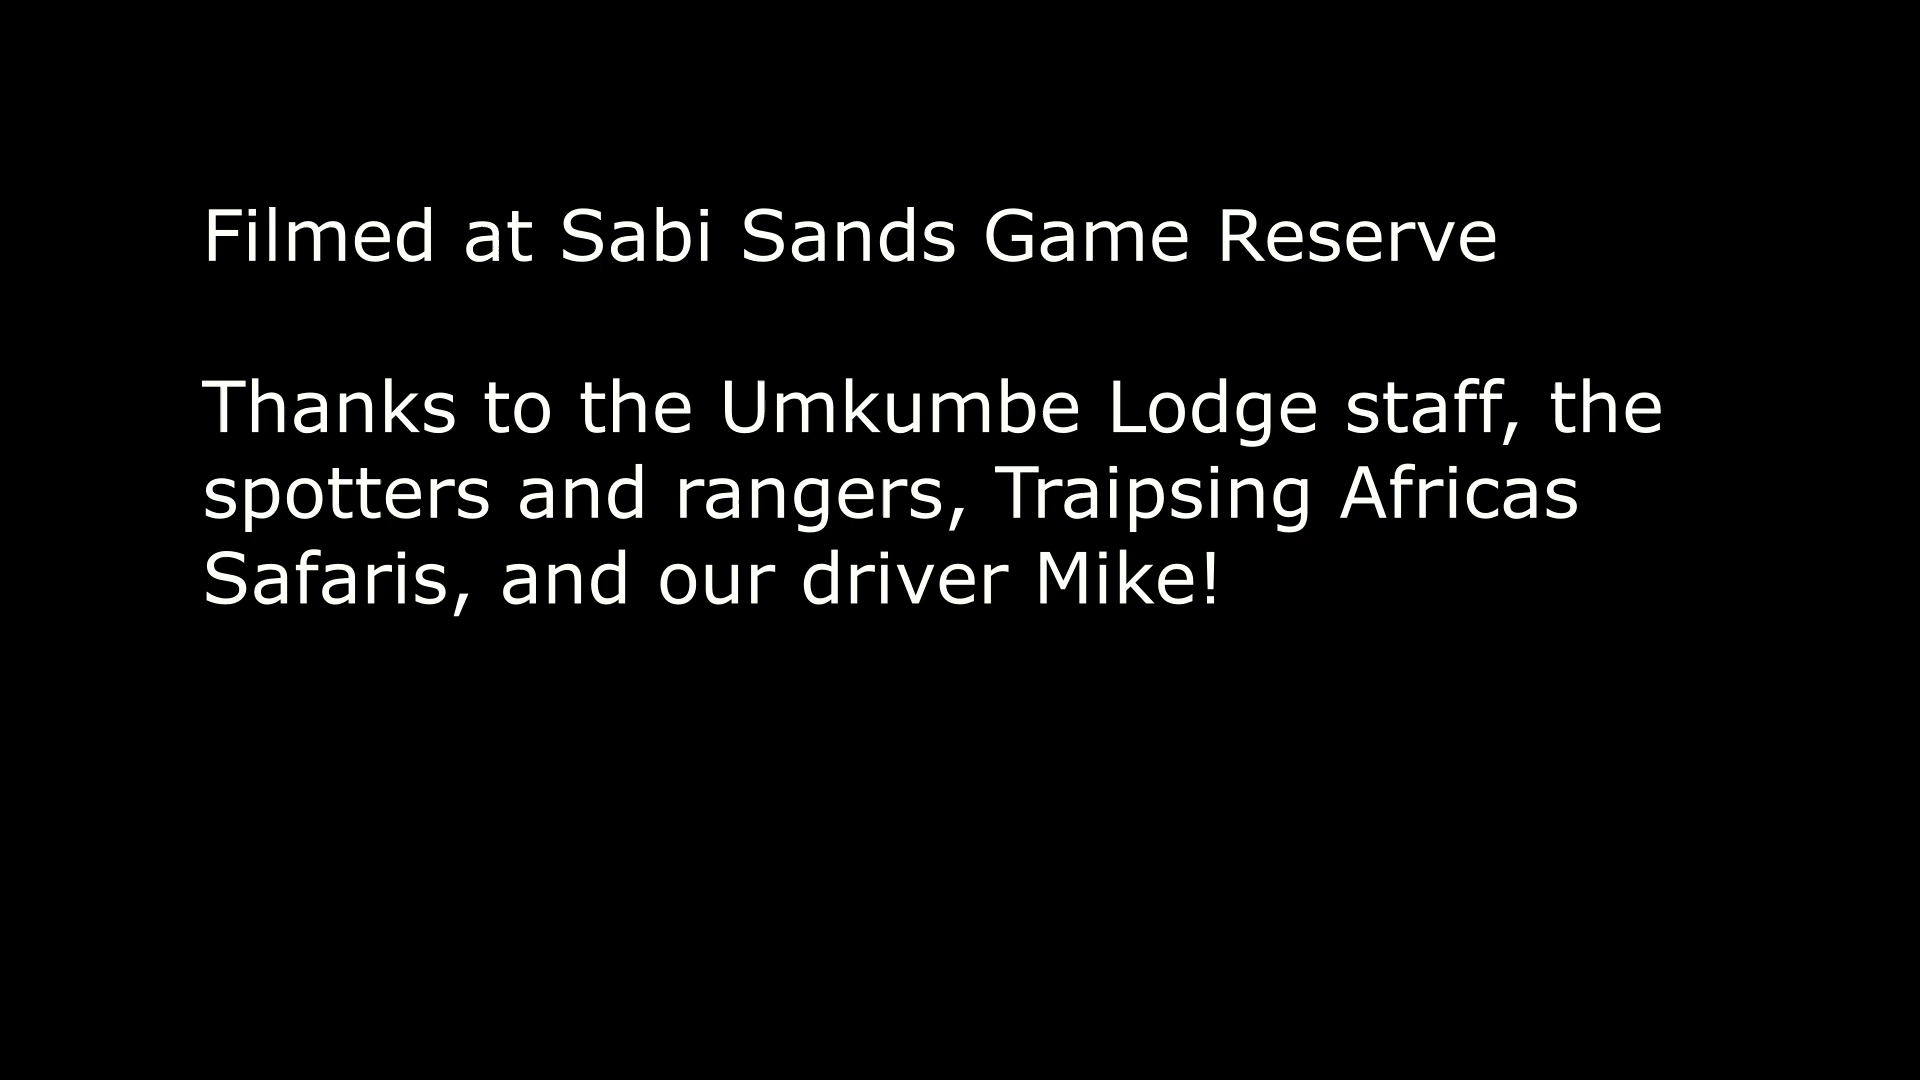 Filmed at Sabi Sands Game Reserve
Thanks to the Umkumbe Lodge staff, the
spotters and rangers, Traipsing Africas
Safaris, and our driver Mike!